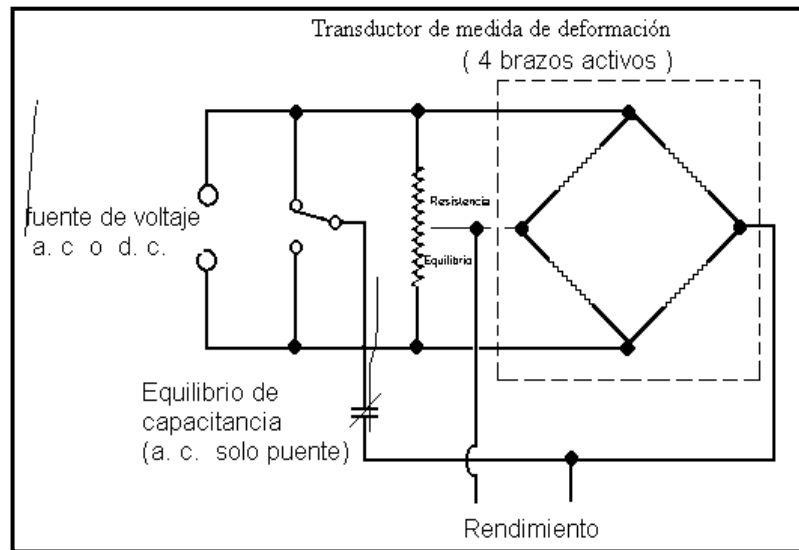 Transductor de medida de deformación
( 4 brazos activos )
Resistencia
fuente de voltaje
a. c o d. c.
Equilibrio
Equilibrio de
capacitancia
(a. c. solo puente)
Rendimiento